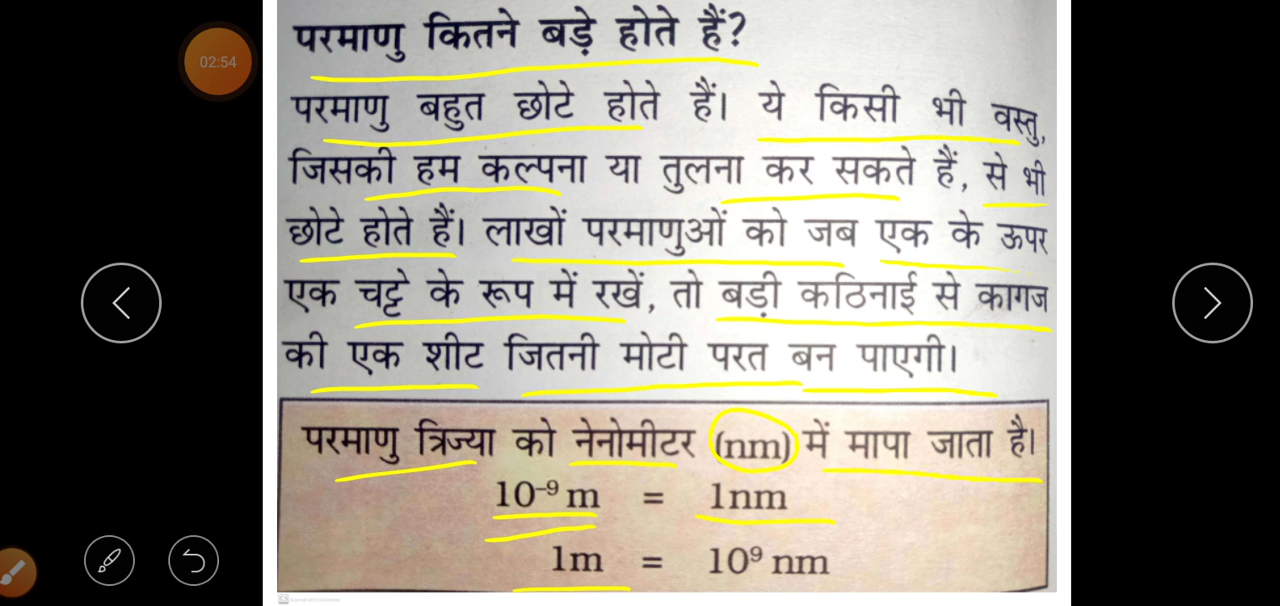 02:54
परमाणु कितने बड़े होते हैं?
परमाणु बहुत छोटे होते हैं। ये किसी भी वस्तु,
जिसकी हम कल्पना या तुलना कर सकते हैं, से भी
छोटे होते हैं। लाखों परमाणुओं को जब एक के ऊपर
एक चट्टे के रूप में रखें, तो बड़ी कठिनाई से कागज
की एक शीट जितनी मोटी परत बन पाएगी।
परमाणु त्रिज्या को नेनोमीटर (nm) में मापा जाता है।
10⁻⁹ m = 1nm
1m = 10⁹ nm